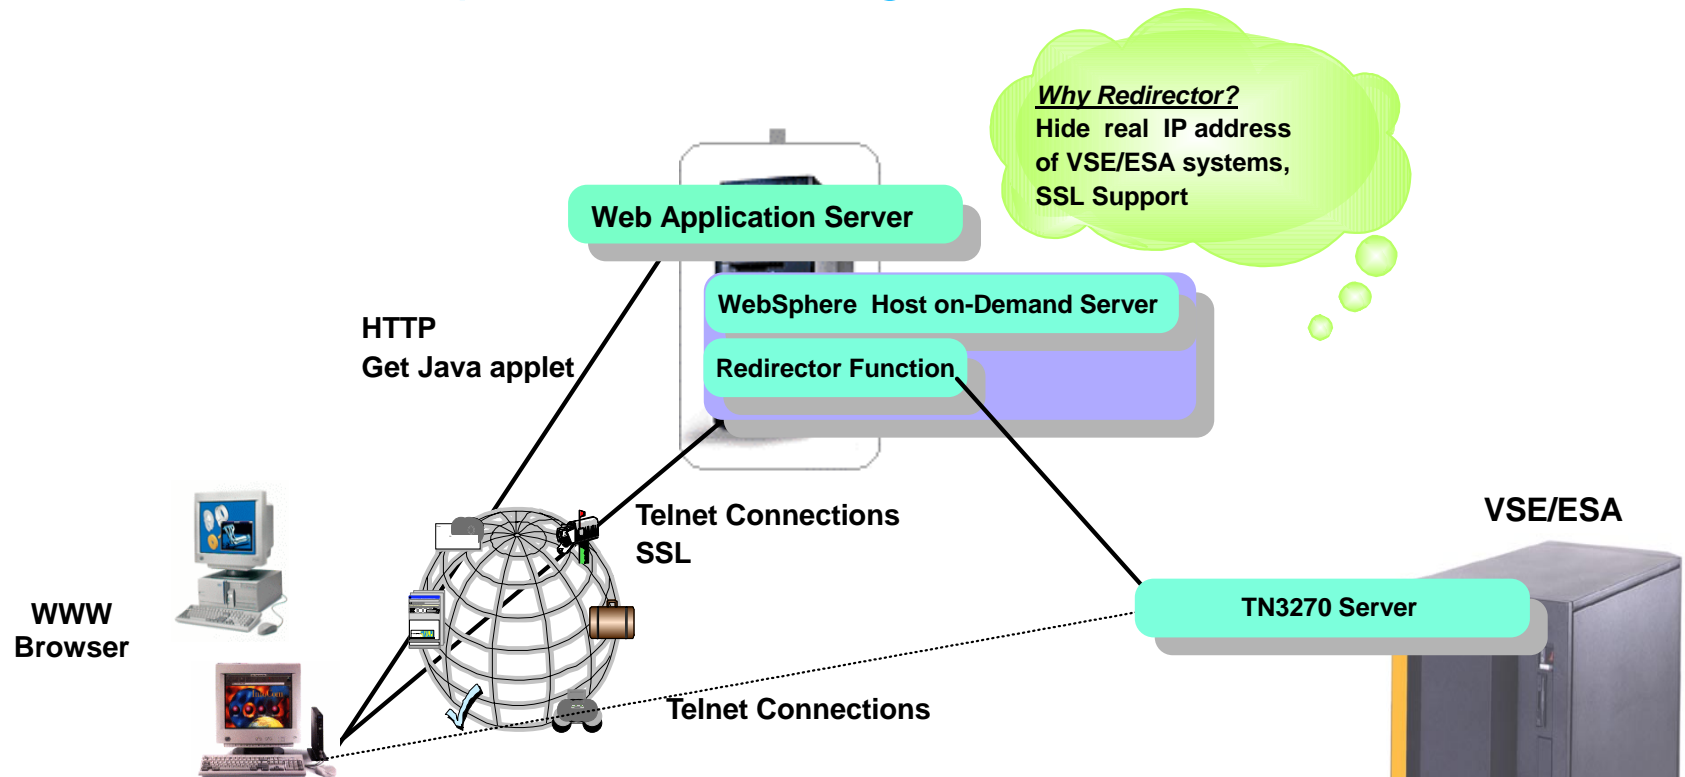 Why Redirector?
Hide real IP address
of VSE/ESA systems,
SSL Support
Web Application Server
WebSphere Host on-Demand Server
HTTP
Get Java applet
Redirector Function
Telnet Connections
SSL
VSE/ESA
WWW
Browser
TN3270 Server
Telnet Connections